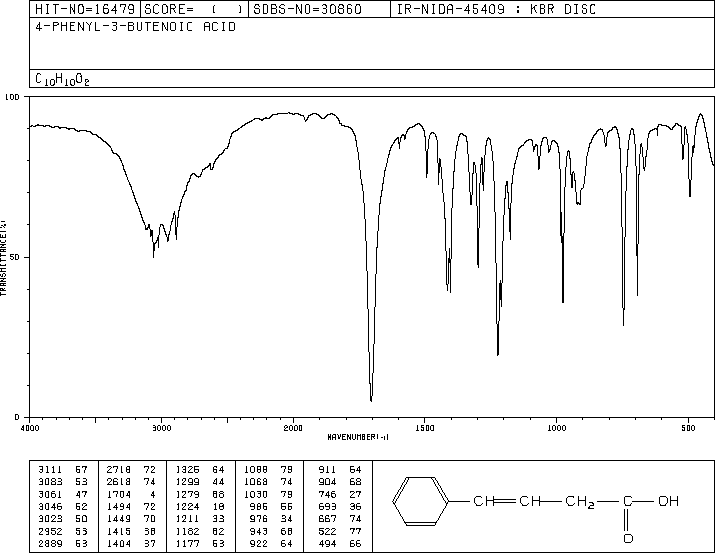 HIT-NO=16479 SCORE= ( ) SDBS-NO=30860 IR-NIDA-45409 : KBR DISC
4-PHENYL-3-BUTENOIC ACID
C10H10O2
100
50
0
TRANSMITTANCE(%)
4000 3000 2000 1500 1000 500
WAVENUMBER(-1)
3111 67 2718 72 1326 64 1088 79 911 64
3083 53 2618 74 1299 44 1068 74 904 68
3061 47 1704 4 1279 68 1030 79 746 27
3046 52 1494 72 1224 18 986 66 693 36
3023 50 1449 70 1211 33 976 34 667 74
2952 53 1415 38 1182 62 943 68 522 77
2889 53 1404 37 1177 53 922 64 494 66
CH CH CH2 C OH
O